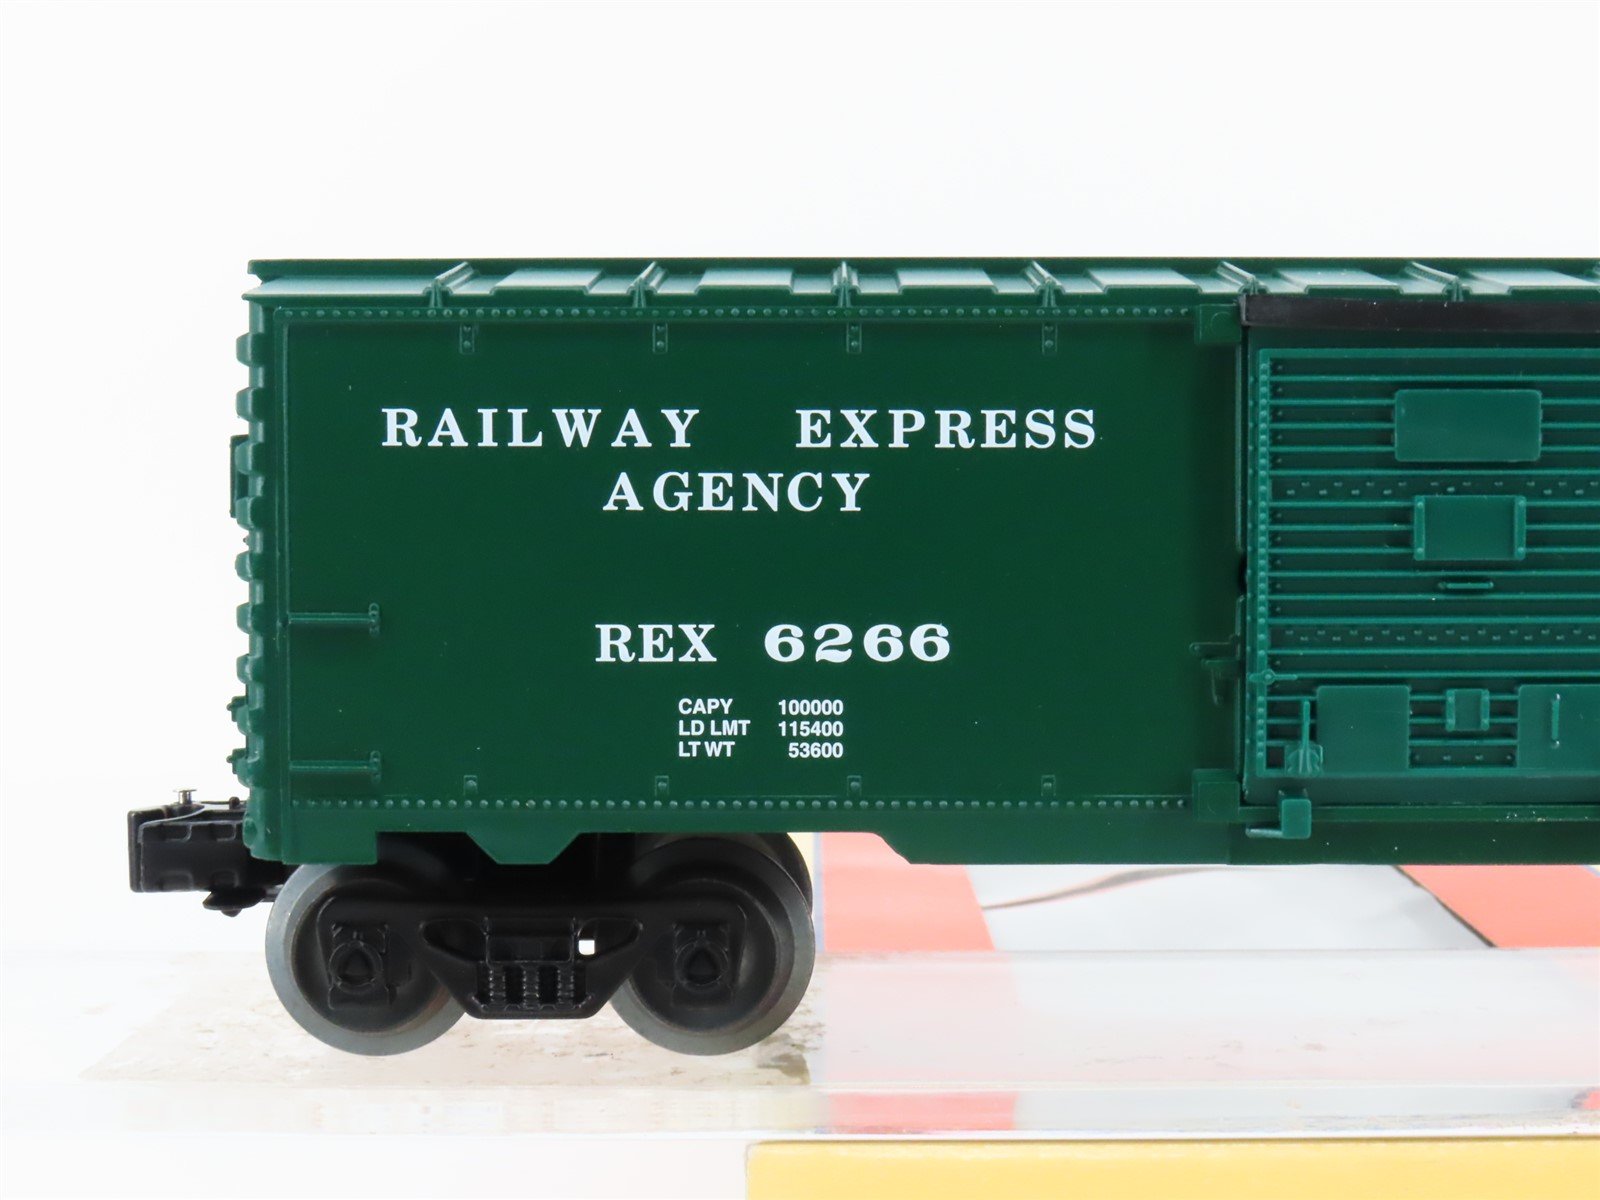 RAILWAY EXPRESS
AGENCY
REX 6266
CAPY 100000
LD LMT 115400
LT WT 53600